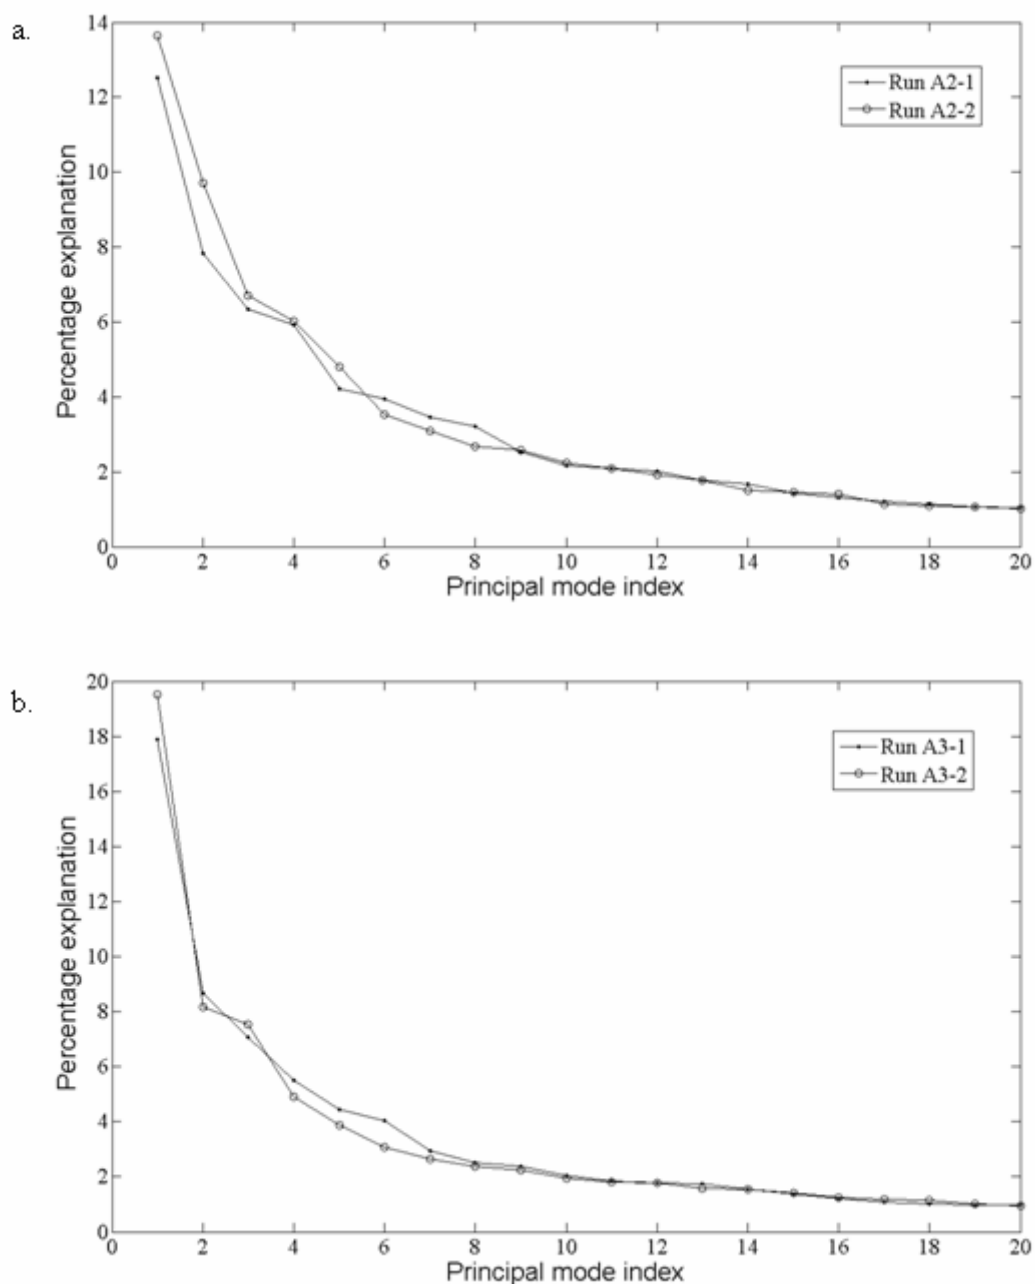 a.
14
12
10
8
6
4
2
0
Percentage explanation
Run A2-1
Run A2-2
0 2 4 6 8 10 12 14 16 18 20
Principal mode index
b.
20
18
16
14
12
10
8
6
4
2
0
Percentage explanation
Run A3-1
Run A3-2
0 2 4 6 8 10 12 14 16 18 20
Principal mode index